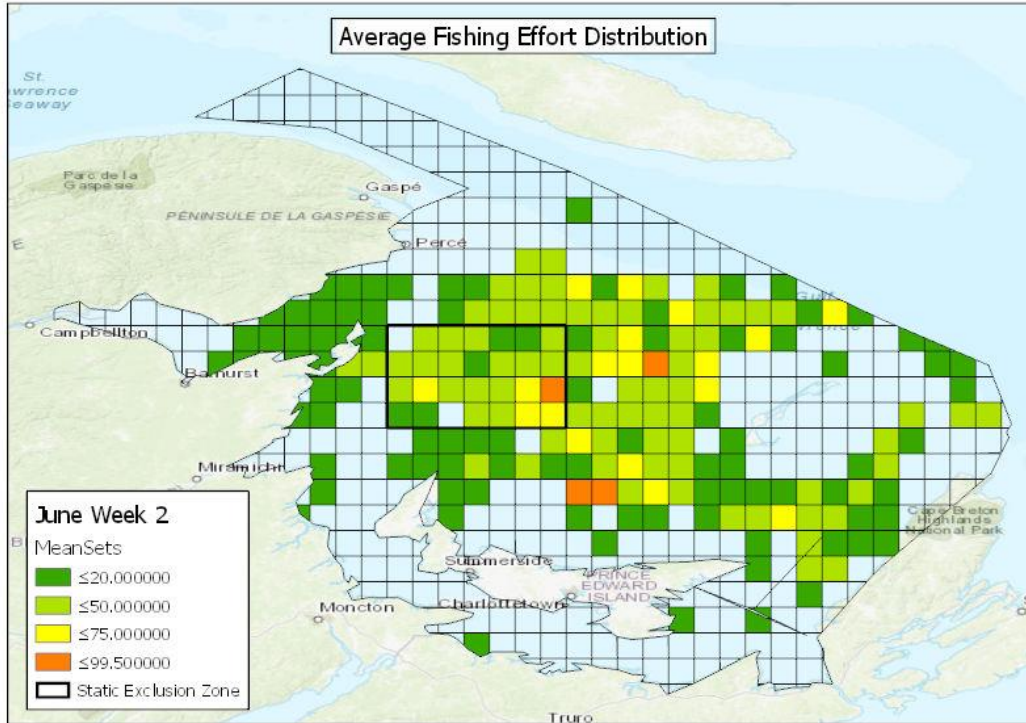 Average Fishing Effort Distribution
St.
Lawrence
Seaway
Parc de la
Gaspésie
Gaspé
PÉNINSULE DE LA GASPÉSIE
Percé
Gulf
Campbellton
Bathurst
Miramichi
Cape Breton
Highlands
National Park
Summerside
PRINCE
EDWARD
ISLAND
Charlottetown
Moncton
Truro
June Week 2
MeanSets
≤20.000000
≤50.000000
≤75.000000
≤99.500000
Static Exclusion Zone